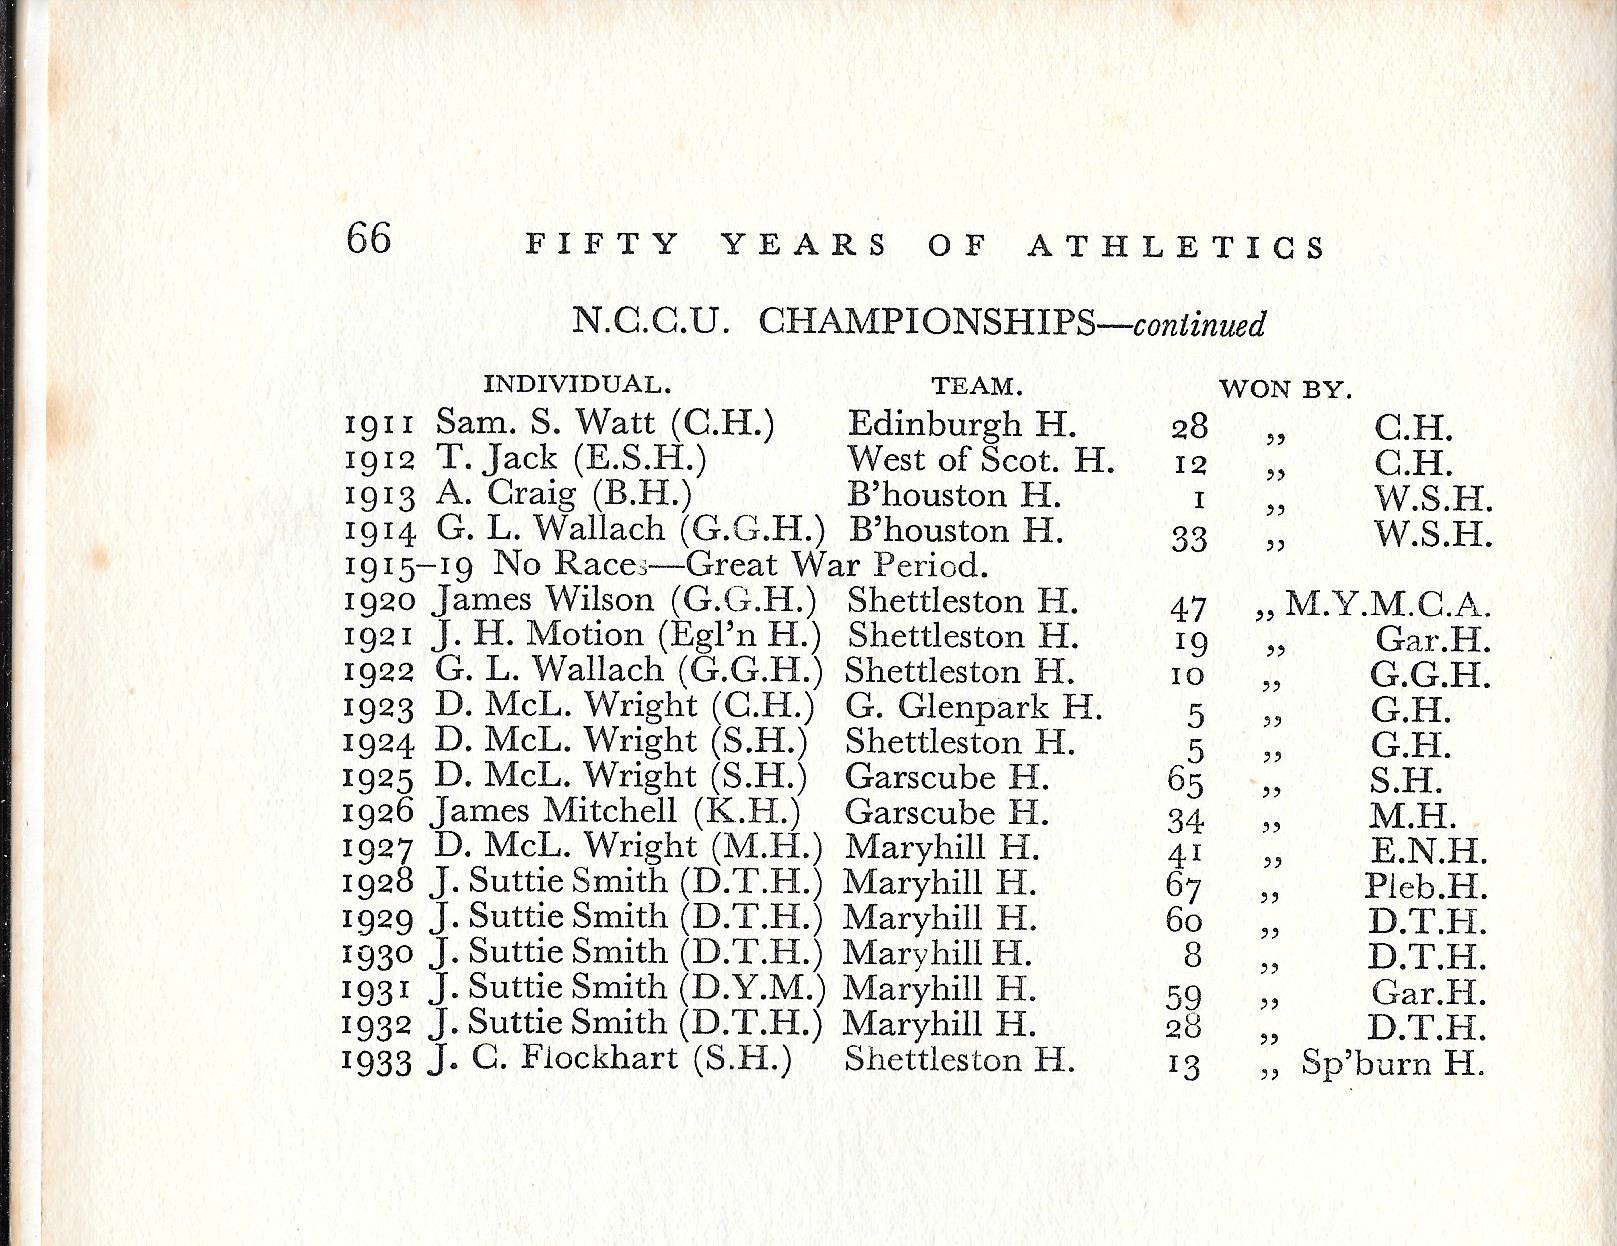 66 FIFTY YEARS OF ATHLETICS
N.C.C.U. CHAMPIONSHIPS—continued
INDIVIDUAL. TEAM. WON BY.
1911 Sam. S. Watt (C.H.) Edinburgh H. 28 ,, C.H.
1912 T. Jack (E.S.H.) West of Scot. H. 12 ,, C.H.
1913 A. Craig (B.H.) B'houston H. 1 ,, W.S.H.
1914 G. L. Wallach (G.G.H.) B'houston H. 33 ,, W.S.H.
1915–19 No Races—Great War Period.
1920 James Wilson (G.G.H.) Shettleston H. 47 ,, M.Y.M.C.A.
1921 J. H. Motion (Egl'n H.) Shettleston H. 19 ,, Gar.H.
1922 G. L. Wallach (G.G.H.) Shettleston H. 10 ,, G.G.H.
1923 D. McL. Wright (C.H.) G. Glenpark H. 5 ,, G.H.
1924 D. McL. Wright (S.H.) Shettleston H. 5 ,, G.H.
1925 D. McL. Wright (S.H.) Garscube H. 65 ,, S.H.
1926 James Mitchell (K.H.) Garscube H. 34 ,, M.H.
1927 D. McL. Wright (M.H.) Maryhill H. 41 ,, E.N.H.
1928 J. Suttie Smith (D.T.H.) Maryhill H. 67 ,, Pleb.H.
1929 J. Suttie Smith (D.T.H.) Maryhill H. 60 ,, D.T.H.
1930 J. Suttie Smith (D.T.H.) Maryhill H. 8 ,, D.T.H.
1931 J. Suttie Smith (D.Y.M.) Maryhill H. 59 ,, Gar.H.
1932 J. Suttie Smith (D.T.H.) Maryhill H. 28 ,, D.T.H.
1933 J. C. Flockhart (S.H.) Shettleston H. 13 ,, Sp'burn H.